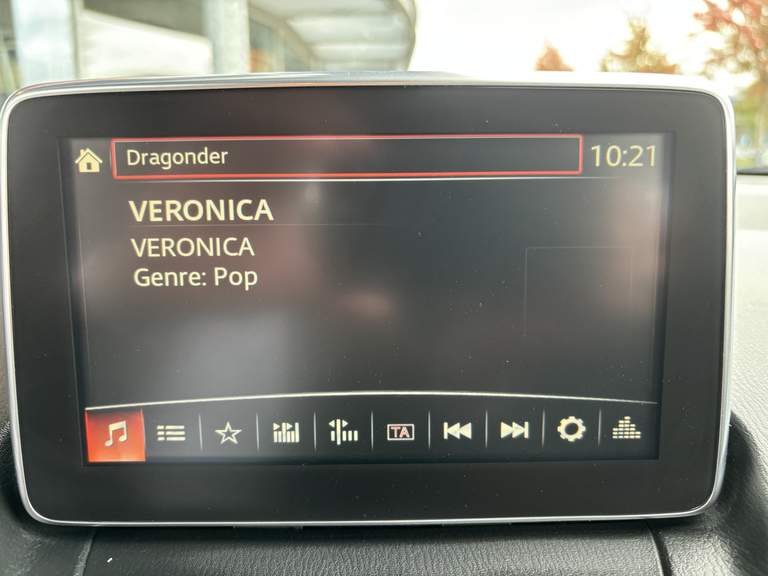 Dragonder
10:21
VERONICA
VERONICA
Genre: Pop
TA